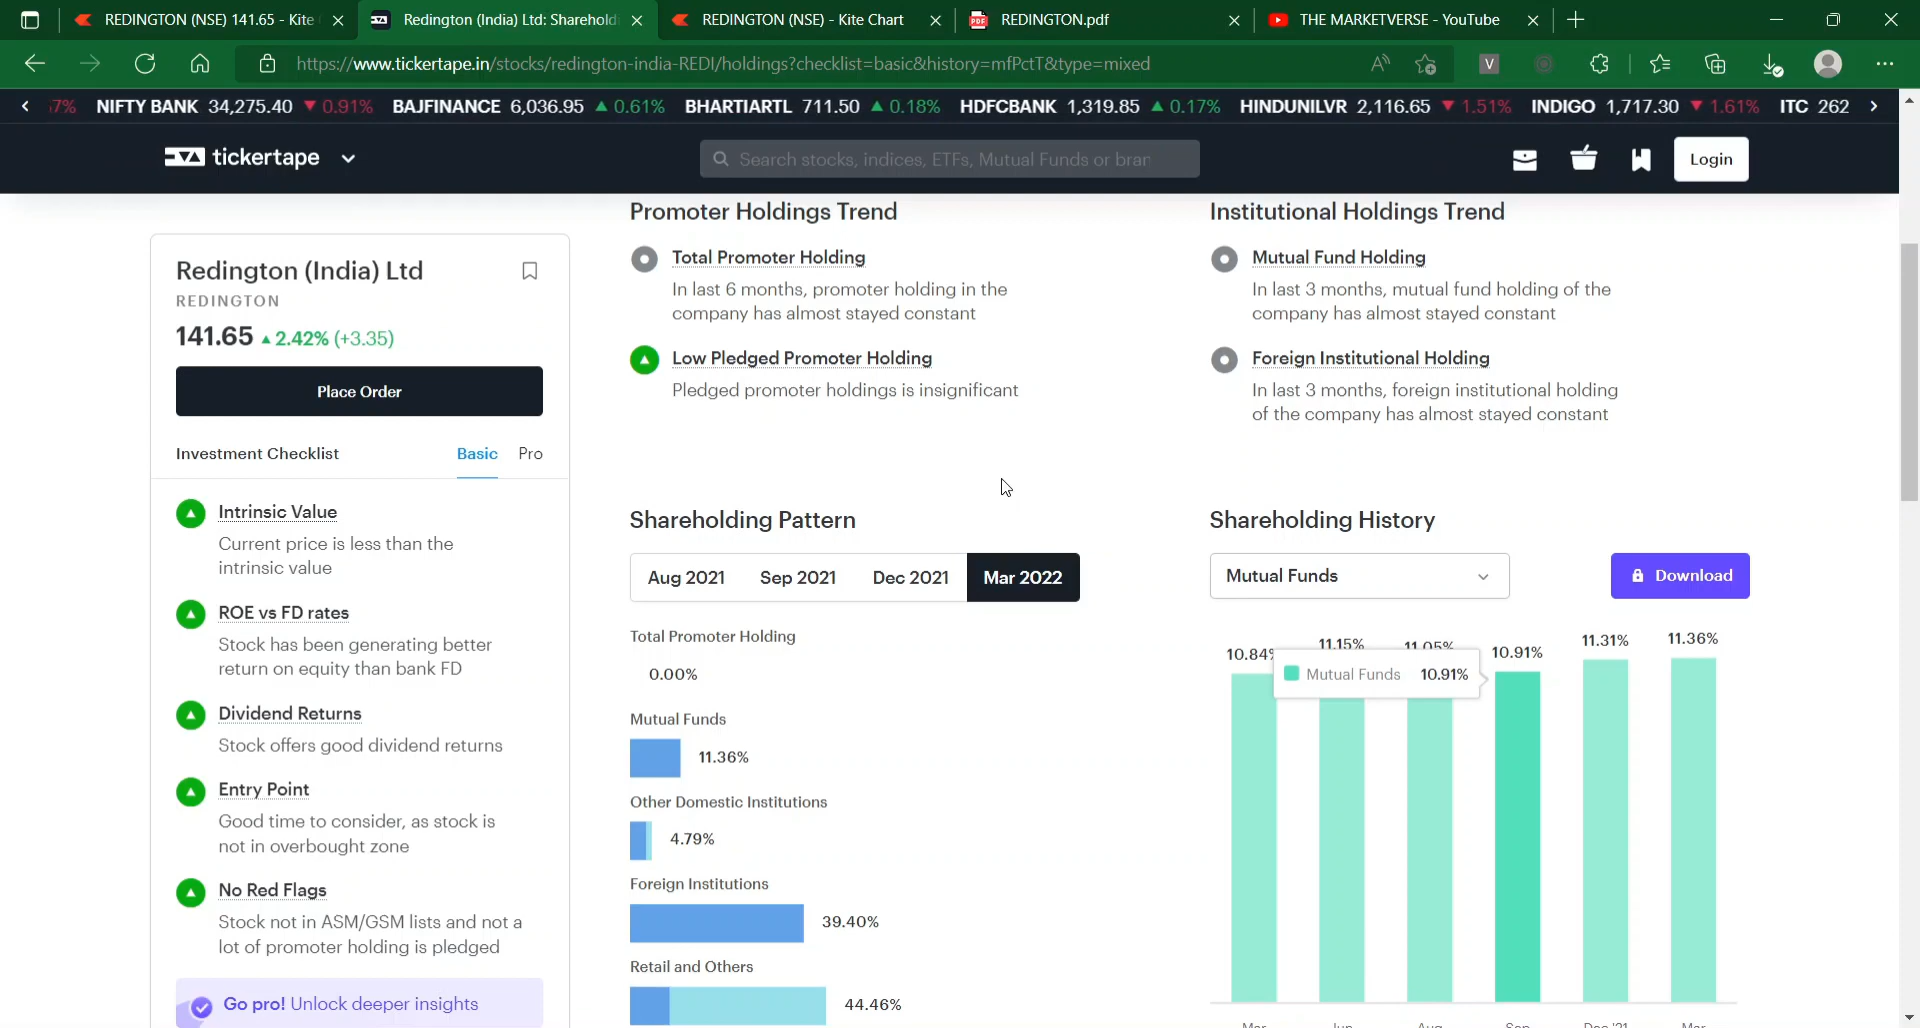 REDINGTON (NSE) 141.65 - Kite
Redington (India) Ltd: Sharehold
REDINGTON (NSE) - Kite Chart
REDINGTON.pdf
THE MARKETVERSE - YouTube
https://www.tickertape.in/stocks/redington-india-REDI/holdings?checklist=basic&history=mfPctT&type=mixed
7% NIFTY BANK 34,275.40 ▼ 0.91% BAJFINANCE 6,036.95 ▲ 0.61% BHARTIARTL 711.50 ▲ 0.18% HDFCBANK 1,319.85 ▲ 0.17% HINDUNILVR 2,116.65 ▼ 1.51% INDIGO 1,717.30 ▼ 1.61% ITC 262
tickertape
Search stocks, indices, ETFs, Mutual Funds or bran
Login
Redington (India) Ltd
REDINGTON
141.65 ▲ 2.42% (+3.35)
Place Order
Investment Checklist Basic Pro
Intrinsic Value
Current price is less than the
intrinsic value
ROE vs FD rates
Stock has been generating better
return on equity than bank FD
Dividend Returns
Stock offers good dividend returns
Entry Point
Good time to consider, as stock is
not in overbought zone
No Red Flags
Stock not in ASM/GSM lists and not a
lot of promoter holding is pledged
Go pro! Unlock deeper insights
Promoter Holdings Trend
Total Promoter Holding
In last 6 months, promoter holding in the
company has almost stayed constant
Low Pledged Promoter Holding
Pledged promoter holdings is insignificant
Institutional Holdings Trend
Mutual Fund Holding
In last 3 months, mutual fund holding of the
company has almost stayed constant
Foreign Institutional Holding
In last 3 months, foreign institutional holding
of the company has almost stayed constant
Shareholding Pattern
Aug 2021 Sep 2021 Dec 2021 Mar 2022
Total Promoter Holding
0.00%
Mutual Funds
11.36%
Other Domestic Institutions
4.79%
Foreign Institutions
39.40%
Retail and Others
44.46%
Shareholding History
Mutual Funds
Download
10.84% 11.15% 11.05% 10.91% 11.31% 11.36%
Mutual Funds 10.91%
Mar Jun Aug Sep Dec '21 Mar
V
PDF